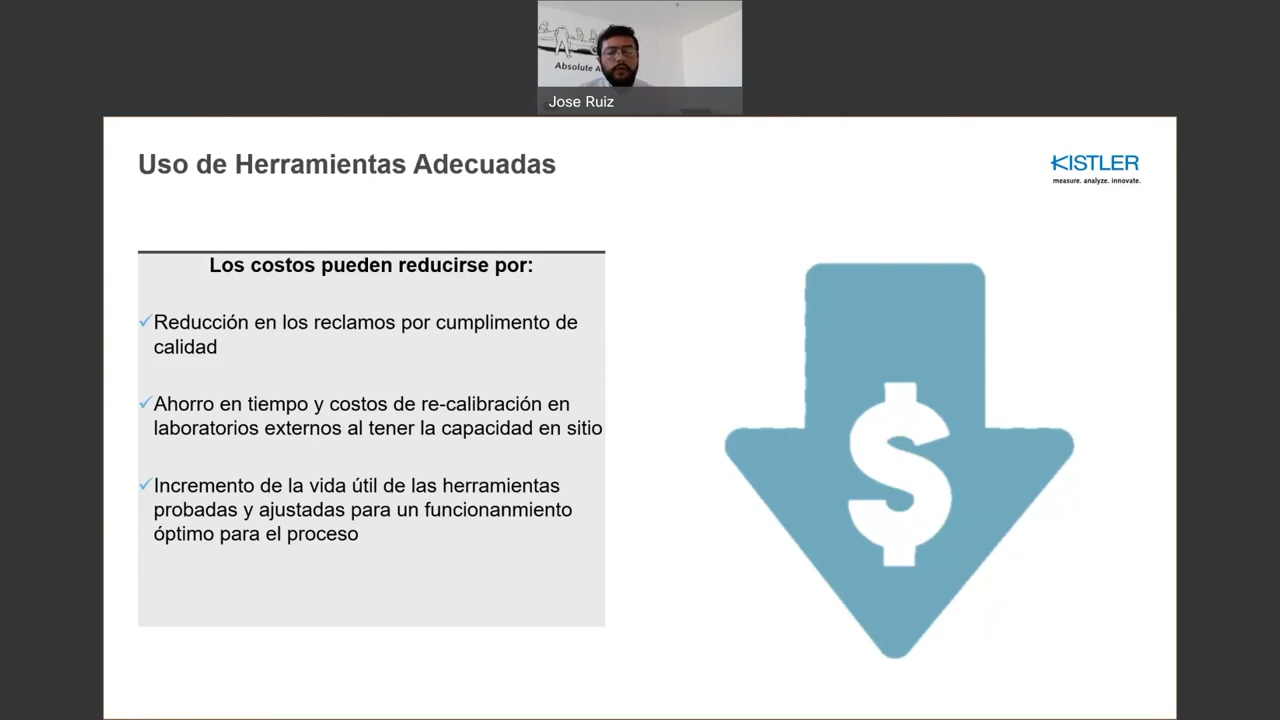 Absolute A
Jose Ruiz
Uso de Herramientas Adecuadas
KISTLER
measure. analyze. innovate.
Los costos pueden reducirse por:
✓Reducción en los reclamos por cumplimento de
calidad
✓Ahorro en tiempo y costos de re-calibración en
laboratorios externos al tener la capacidad en sitio
✓Incremento de la vida útil de las herramientas
probadas y ajustadas para un funcionanmiento
óptimo para el proceso
$